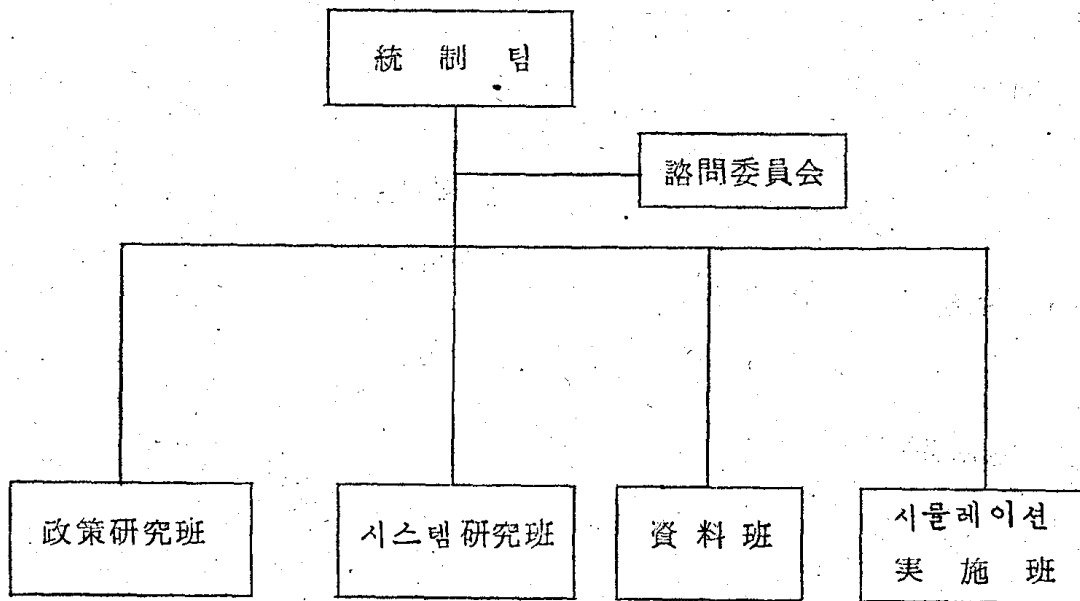 統 制 팀
諮問委員会
政策研究班
시스템研究班
資 料 班
시뮬레이션
実 施 班